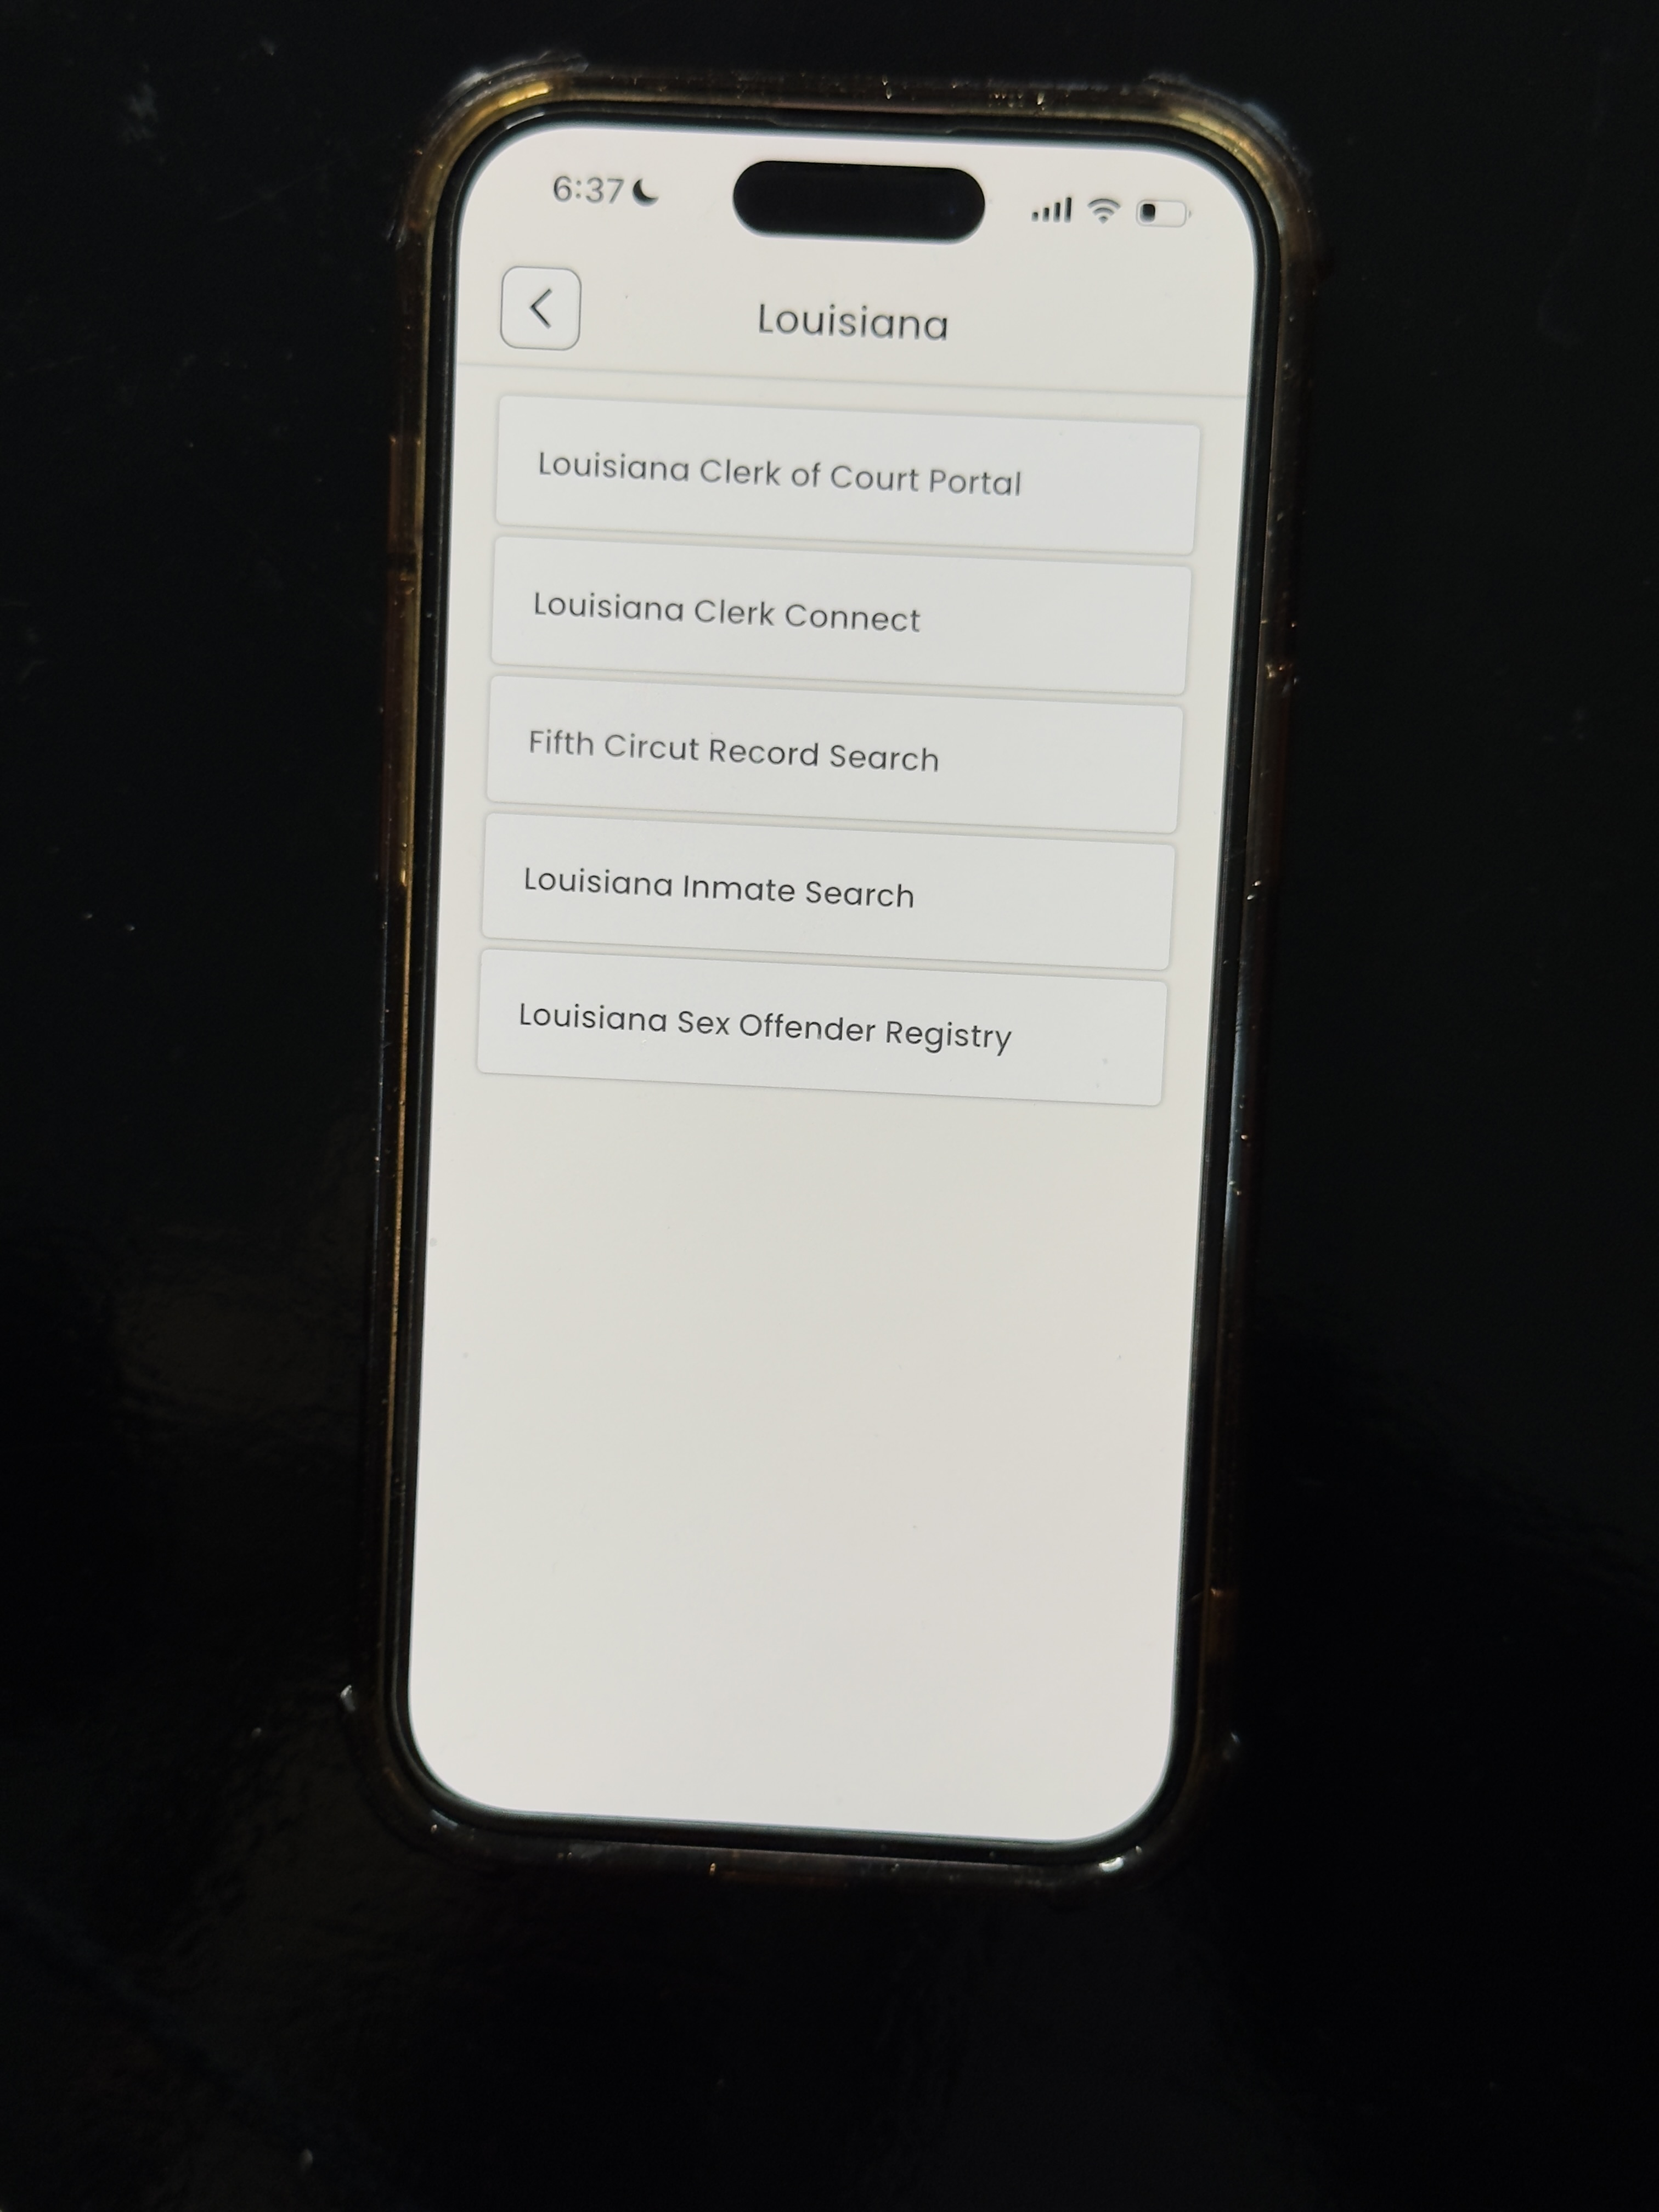 6:37
Louisiana
Louisiana Clerk of Court Portal
Louisiana Clerk Connect
Fifth Circut Record Search
Louisiana Inmate Search
Louisiana Sex Offender Registry